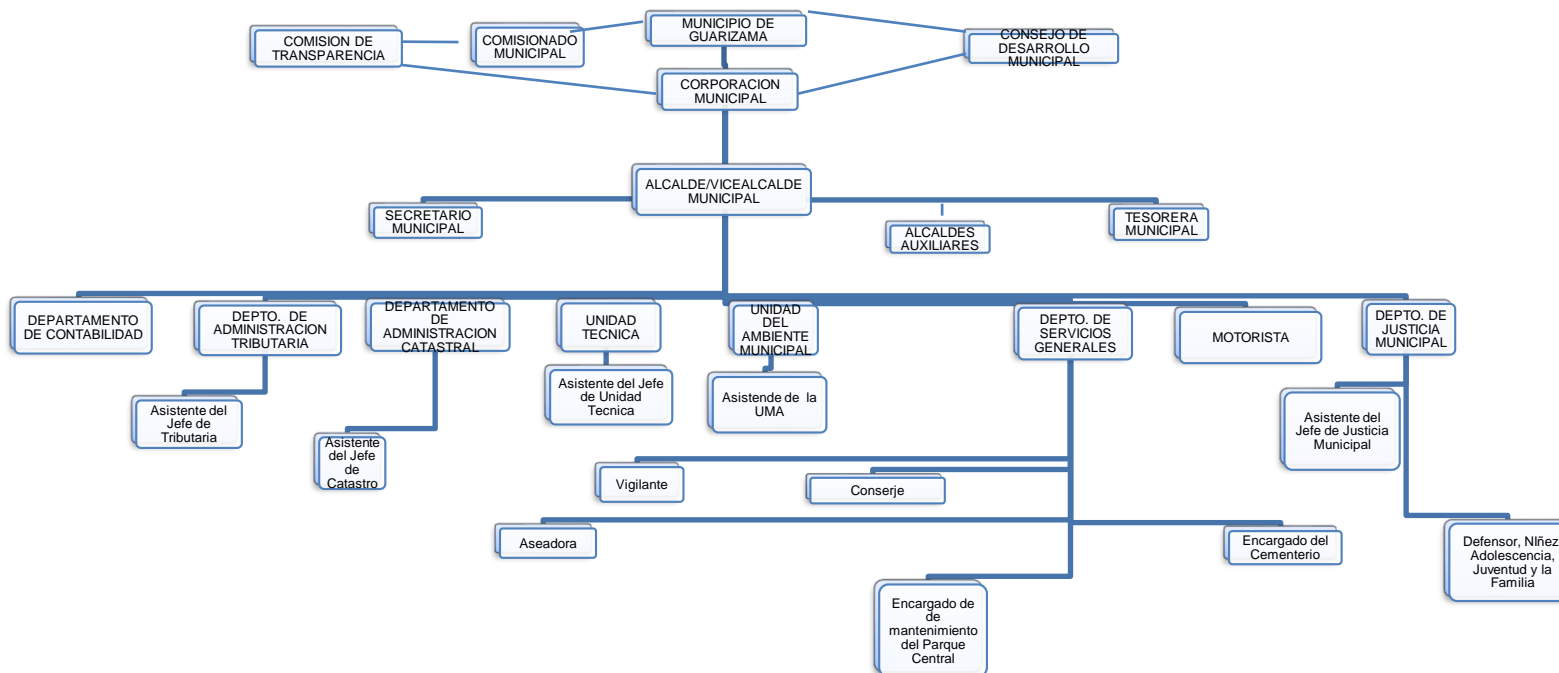 MUNICIPIO DE
GUARIZAMA
COMISION DE
TRANSPARENCIA
COMISIONADO
MUNICIPAL
CONSEJO DE
DESARROLLO
MUNICIPAL
CORPORACION
MUNICIPAL
ALCALDE/VICEALCALDE
MUNICIPAL
SECRETARIO
MUNICIPAL
ALCALDES
AUXILIARES
TESORERA
MUNICIPAL
DEPARTAMENTO
DE CONTABILIDAD
DEPTO. DE
ADMINISTRACION
TRIBUTARIA
DEPARTAMENTO
DE
ADMINISTRACION
CATASTRAL
UNIDAD
TECNICA
UNIDAD
DEL
AMBIENTE
MUNICIPAL
DEPTO. DE
SERVICIOS
GENERALES
MOTORISTA
DEPTO. DE
JUSTICIA
MUNICIPAL
Asistente del
Jefe de
Tributaria
Asistente
del Jefe
de
Catastro
Asistente del Jefe
de Unidad
Tecnica
Asistende de la
UMA
Asistente del
Jefe de Justicia
Municipal
Vigilante
Conserje
Aseadora
Encargado del
Cementerio
Defensor, NIñez,
Adolescencia,
Juventud y la
Familia
Encargado de
de
mantenimiento
del Parque
Central